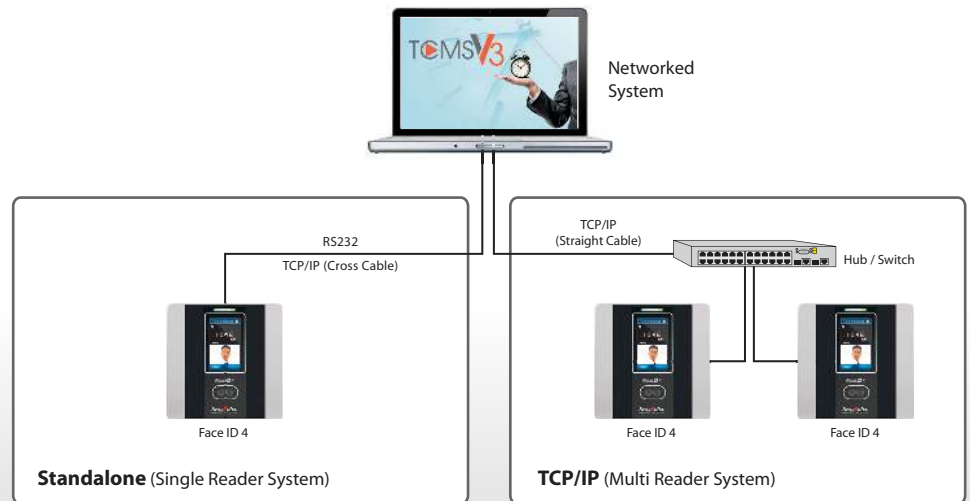 TCMSV3
Networked
System
RS232
TCP/IP (Cross Cable)
TCP/IP
(Straight Cable)
Hub / Switch
Face ID 4
Face ID 4
Face ID 4
Standalone (Single Reader System)
TCP/IP (Multi Reader System)